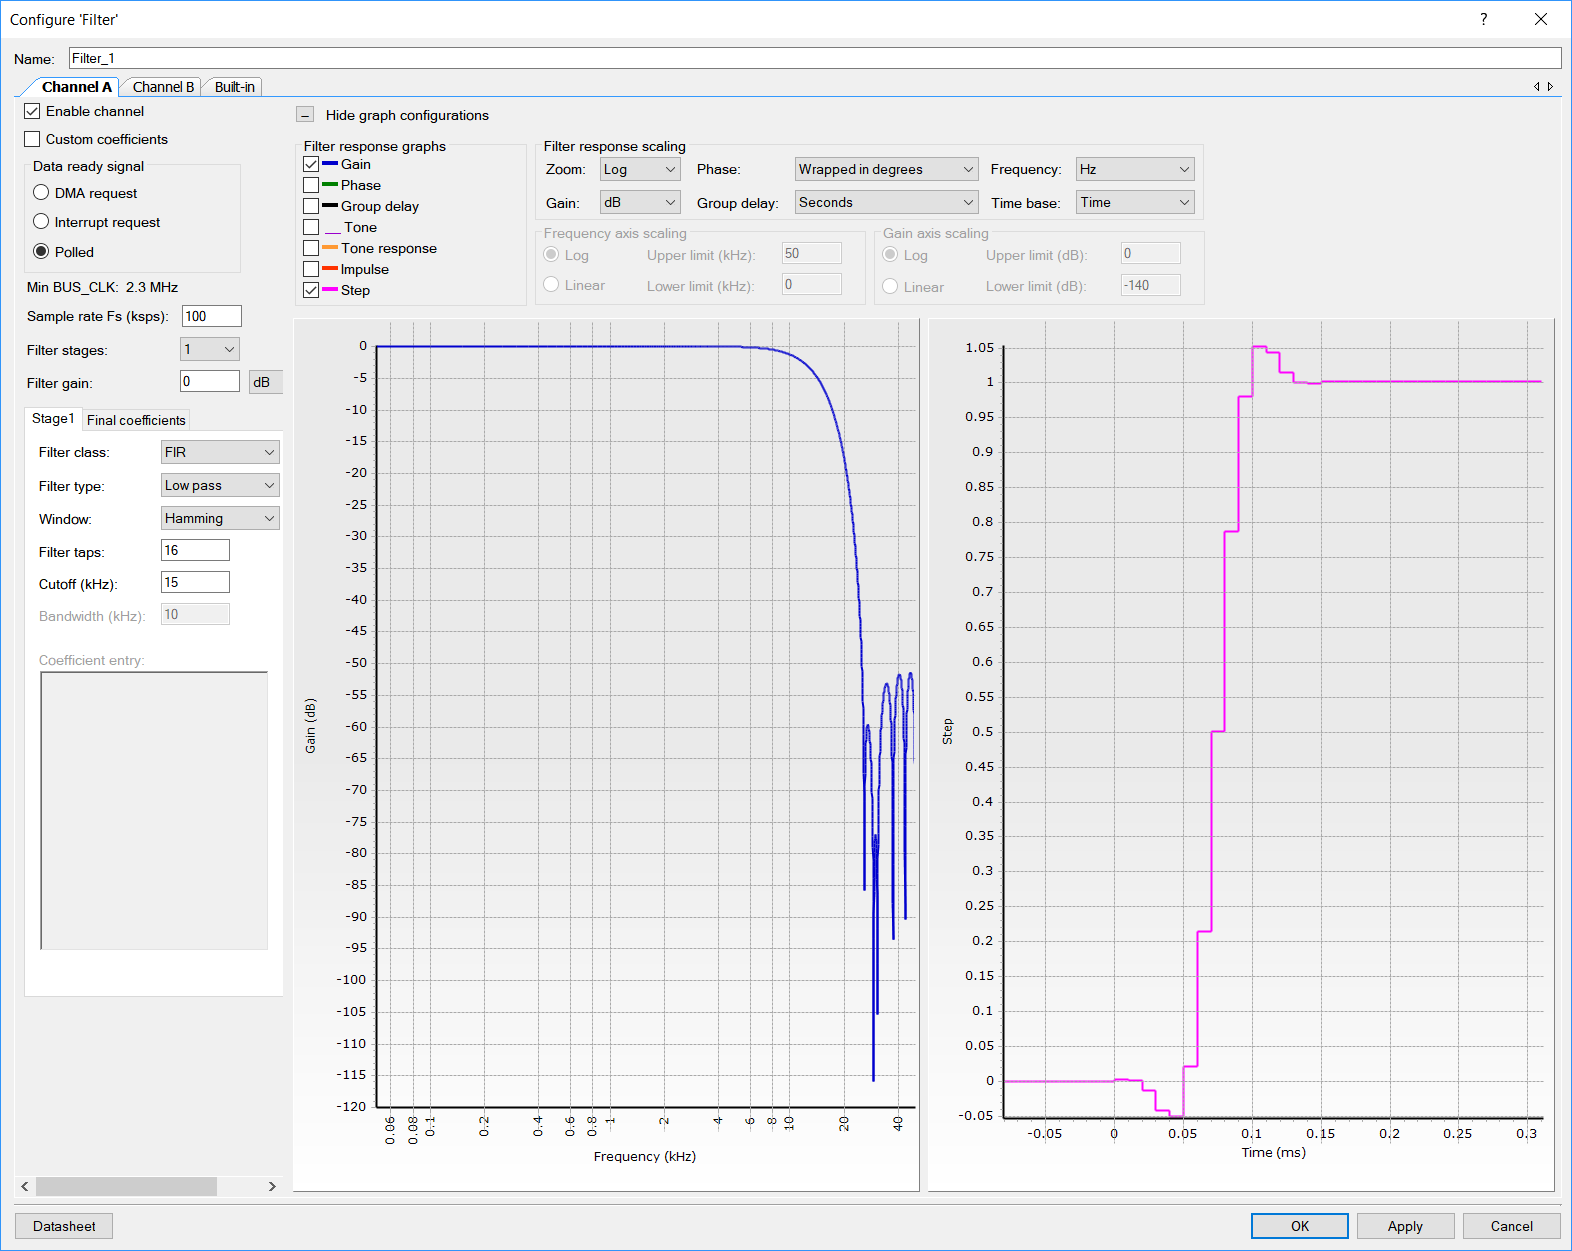 Configure 'Filter'
?
Name: Filter_1
Channel A Channel B Built-in
Enable channel
Custom coefficients
Data ready signal
DMA request
Interrupt request
Polled
Min BUS_CLK: 2.3 MHz
Sample rate Fs (ksps): 100
Filter stages: 1
Filter gain: 0 dB
Stage1 Final coefficients
Filter class: FIR
Filter type: Low pass
Window: Hamming
Filter taps: 16
Cutoff (kHz): 15
Bandwidth (kHz): 10
Coefficient entry:
Hide graph configurations
Filter response graphs
Gain
Phase
Group delay
Tone
Tone response
Impulse
Step
Filter response scaling
Zoom: Log Phase: Wrapped in degrees Frequency: Hz
Gain: dB Group delay: Seconds Time base: Time
Frequency axis scaling
Log Upper limit (kHz): 50
Linear Lower limit (kHz): 0
Gain axis scaling
Log Upper limit (dB): 0
Linear Lower limit (dB): -140
0
-5
-10
-15
-20
-25
-30
-35
-40
-45
-50
-55
-60
-65
-70
-75
-80
-85
-90
-95
-100
-105
-110
-115
-120
Gain (dB)
0.06 0.08 0.1 0.2 0.4 0.6 0.8 1 2 4 6 8 10 20 40
Frequency (kHz)
1.05
1
0.95
0.9
0.85
0.8
0.75
0.7
0.65
0.6
0.55
0.5
0.45
0.4
0.35
0.3
0.25
0.2
0.15
0.1
0.05
0
-0.05
Step
-0.05 0 0.05 0.1 0.15 0.2 0.25 0.3
Time (ms)
Datasheet OK Apply Cancel